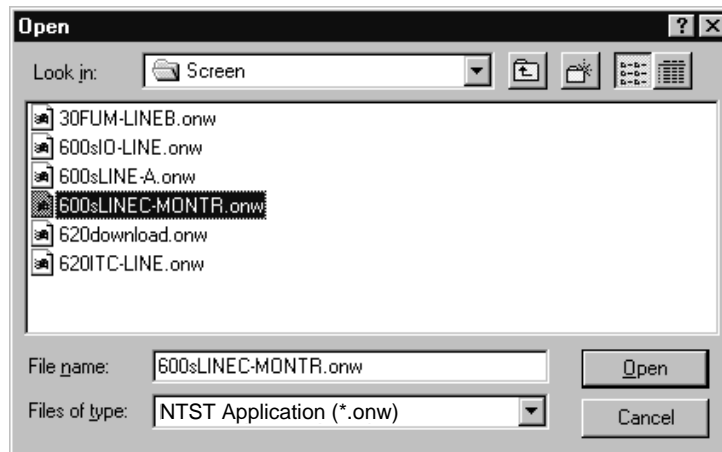 Open
Look in: Screen
30FUM-LINEB.onw
600sIO-LINE.onw
600sLINE-A.onw
600sLINEC-MONTR.onw
620download.onw
620ITC-LINE.onw
File name: 600sLINEC-MONTR.onw Open
Files of type: NTST Application (*.onw) Cancel